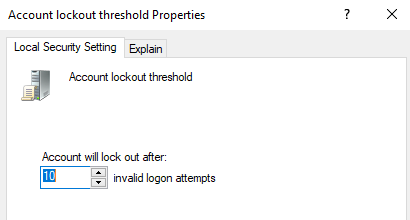 Account lockout threshold Properties
Local Security Setting
Explain
Account lockout threshold
Account will lock out after:
10 invalid logon attempts